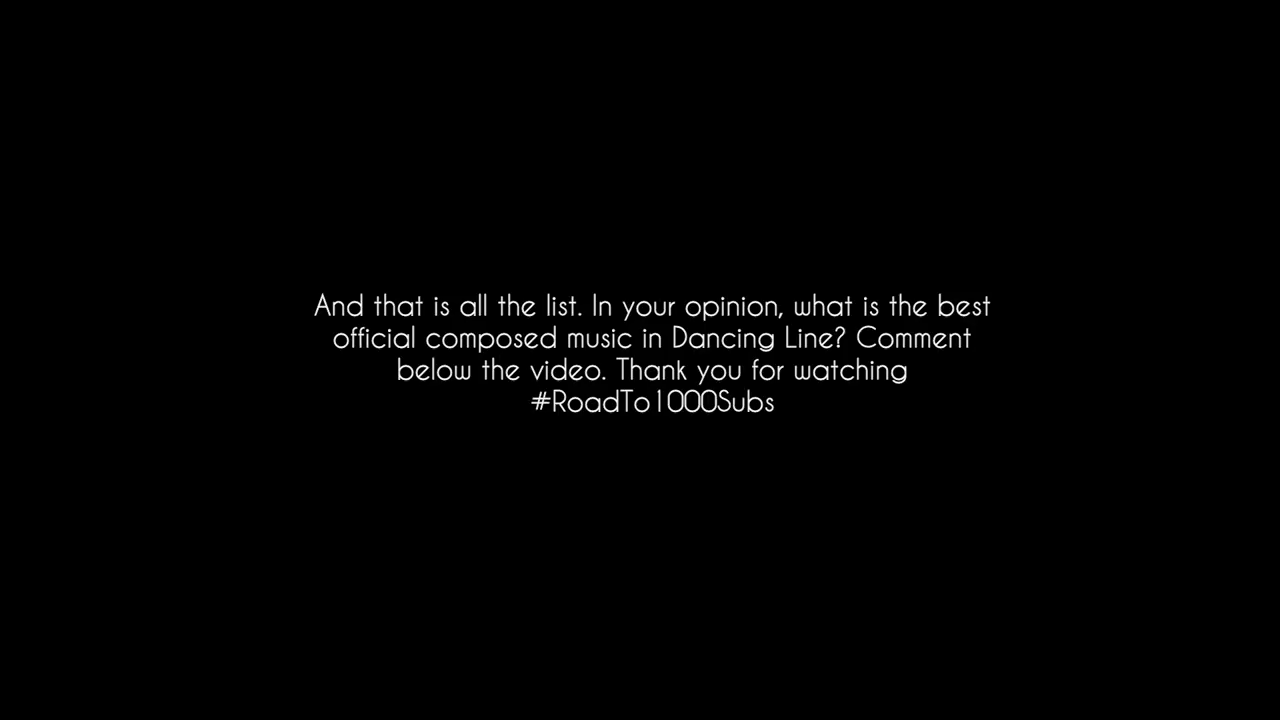 And that is all the list. In your opinion, what is the best
official composed music in Dancing Line? Comment
below the video. Thank you for watching
#RoadTo1000Subs